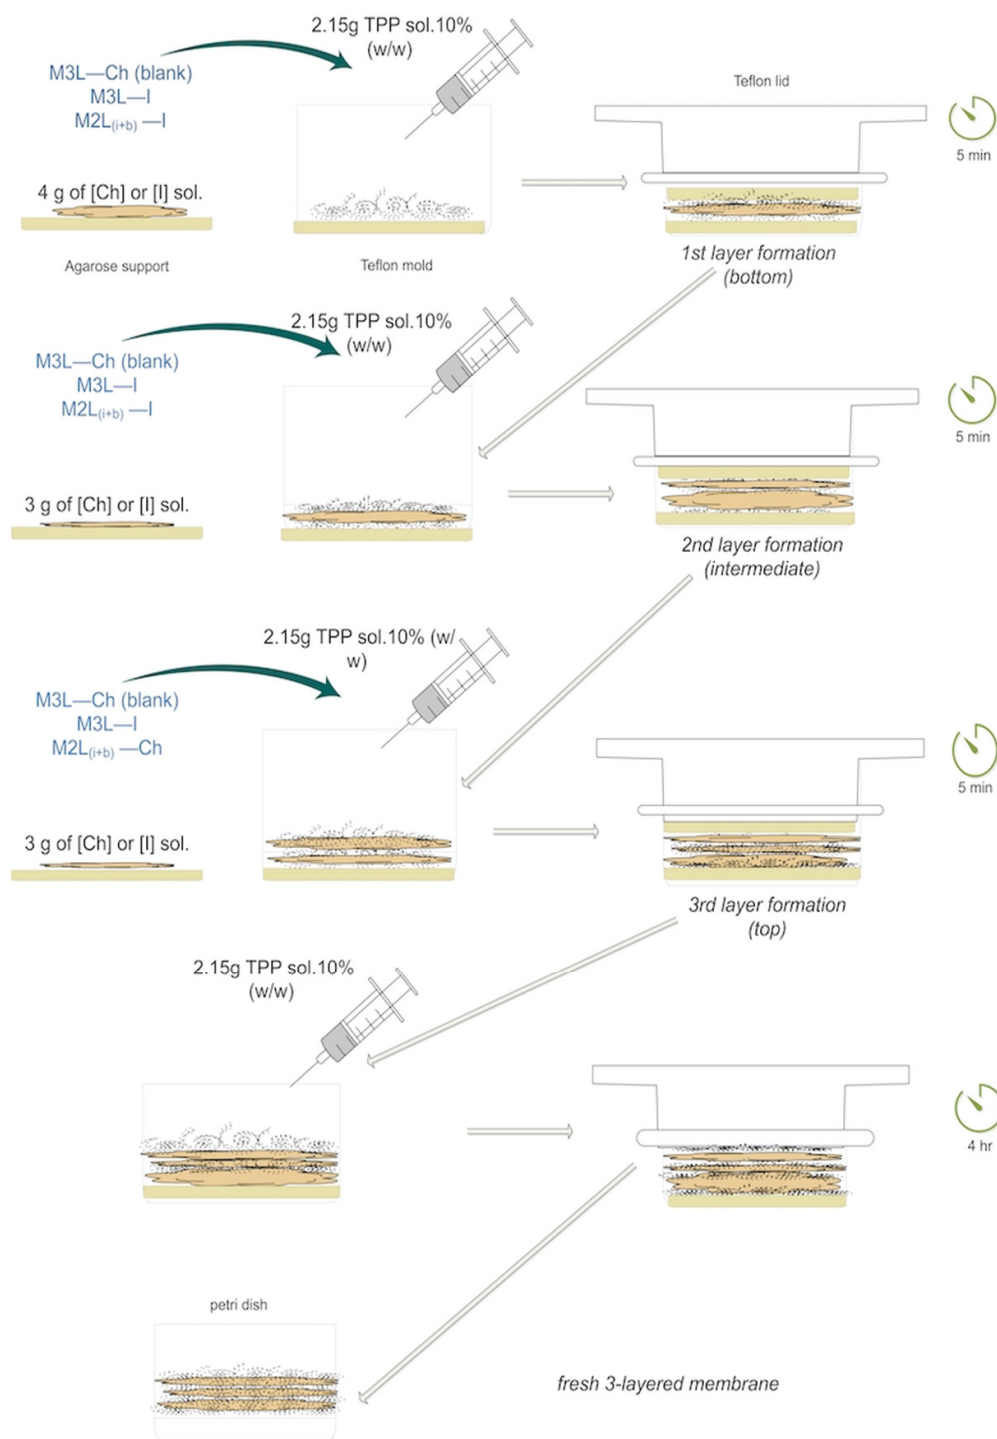 2.15g TPP sol.10%
(w/w)
M3L—Ch (blank)
M3L—I
M2L(i+b) —I
Teflon lid
5 min
4 g of [Ch] or [I] sol.
Agarose support
Teflon mold
1st layer formation
(bottom)
2.15g TPP sol.10%
(w/w)
M3L—Ch (blank)
M3L—I
M2L(i+b) —I
5 min
3 g of [Ch] or [I] sol.
2nd layer formation
(intermediate)
2.15g TPP sol.10% (w/
w)
M3L—Ch (blank)
M3L—I
M2L(i+b) —Ch
5 min
3 g of [Ch] or [I] sol.
3rd layer formation
(top)
2.15g TPP sol.10%
(w/w)
4 hr
petri dish
fresh 3-layered membrane